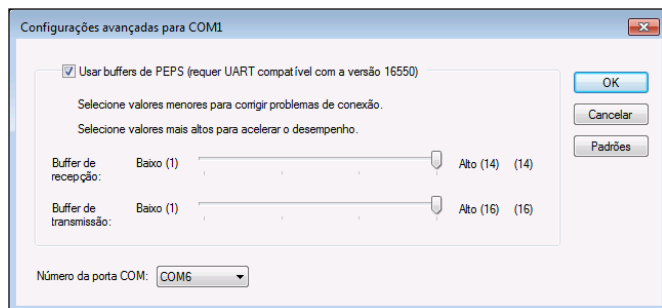 Configurações avançadas para COM1
Usar buffers de PEPS (requer UART compatível com a versão 16550)
OK
Selecione valores menores para corrigir problemas de conexão.
Cancelar
Selecione valores mais altos para acelerar o desempenho.
Padrões
Buffer de recepção: Baixo (1) Alto (14) (14)
Buffer de transmissão: Baixo (1) Alto (16) (16)
Número da porta COM: COM6